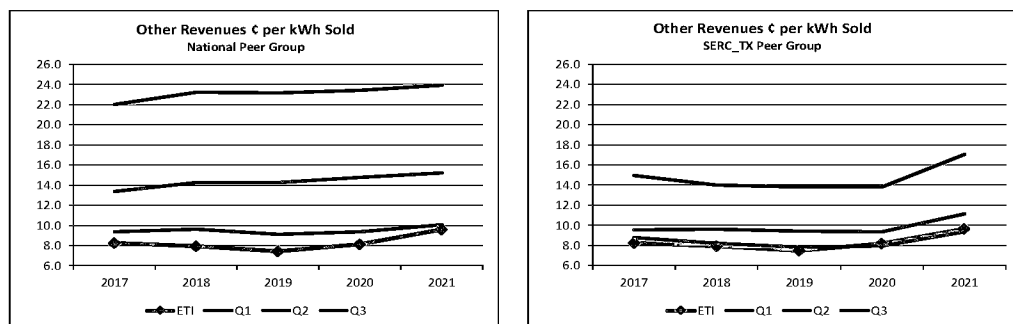 Other Revenues ¢ per kWh Sold
National Peer Group
26.0
24.0
22.0
20.0
18.0
16.0
14.0
12.0
10.0
8.0
6.0
2017 2018 2019 2020 2021
ETI Q1 Q2 Q3
Other Revenues ¢ per kWh Sold
SERC_TX Peer Group
26.0
24.0
22.0
20.0
18.0
16.0
14.0
12.0
10.0
8.0
6.0
2017 2018 2019 2020 2021
ETI Q1 Q2 Q3